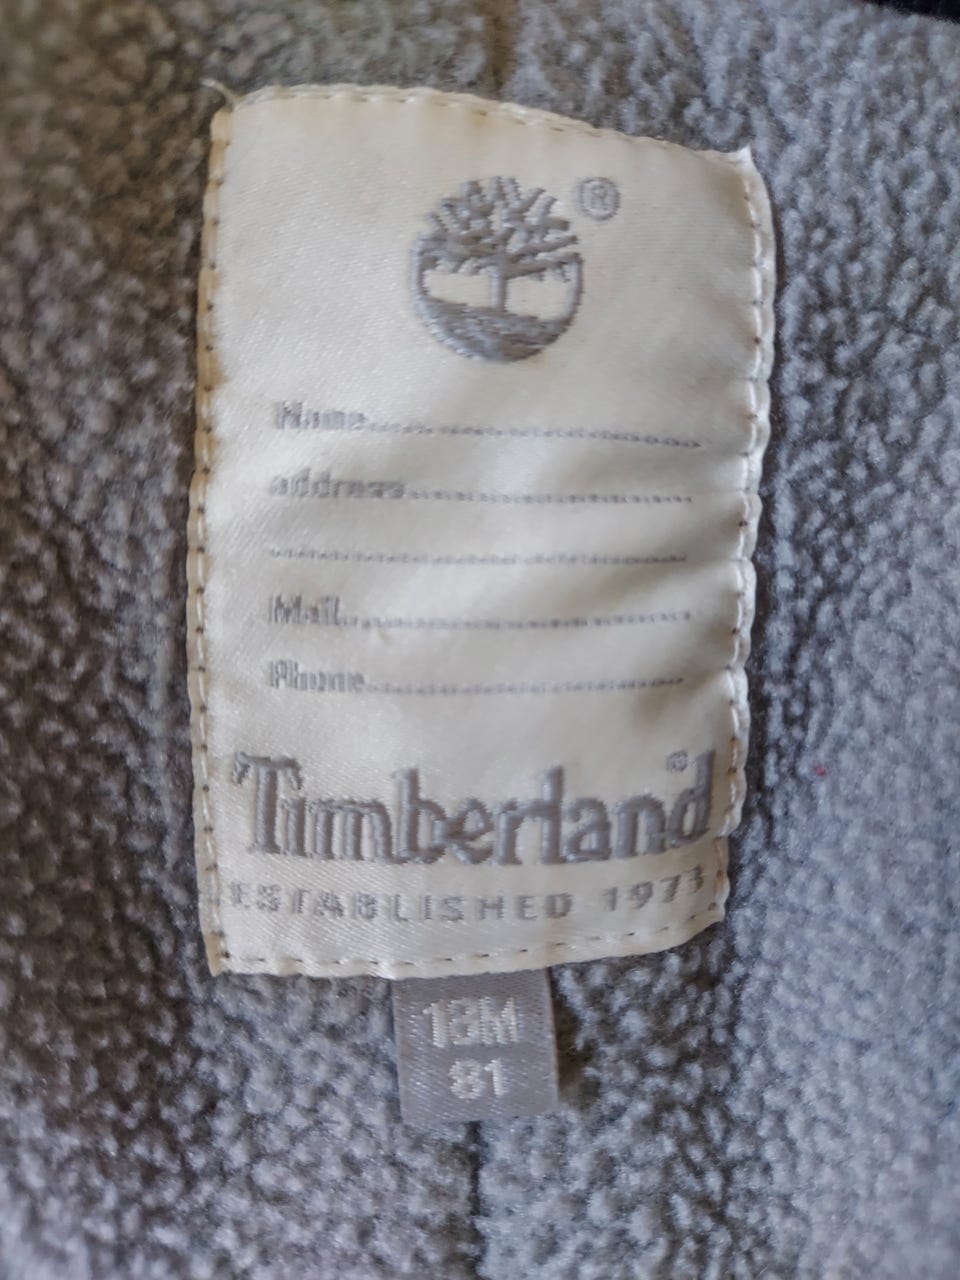 ®
Name
address
Mail
Phone
Timberland®
ESTABLISHED 1973
18M
81